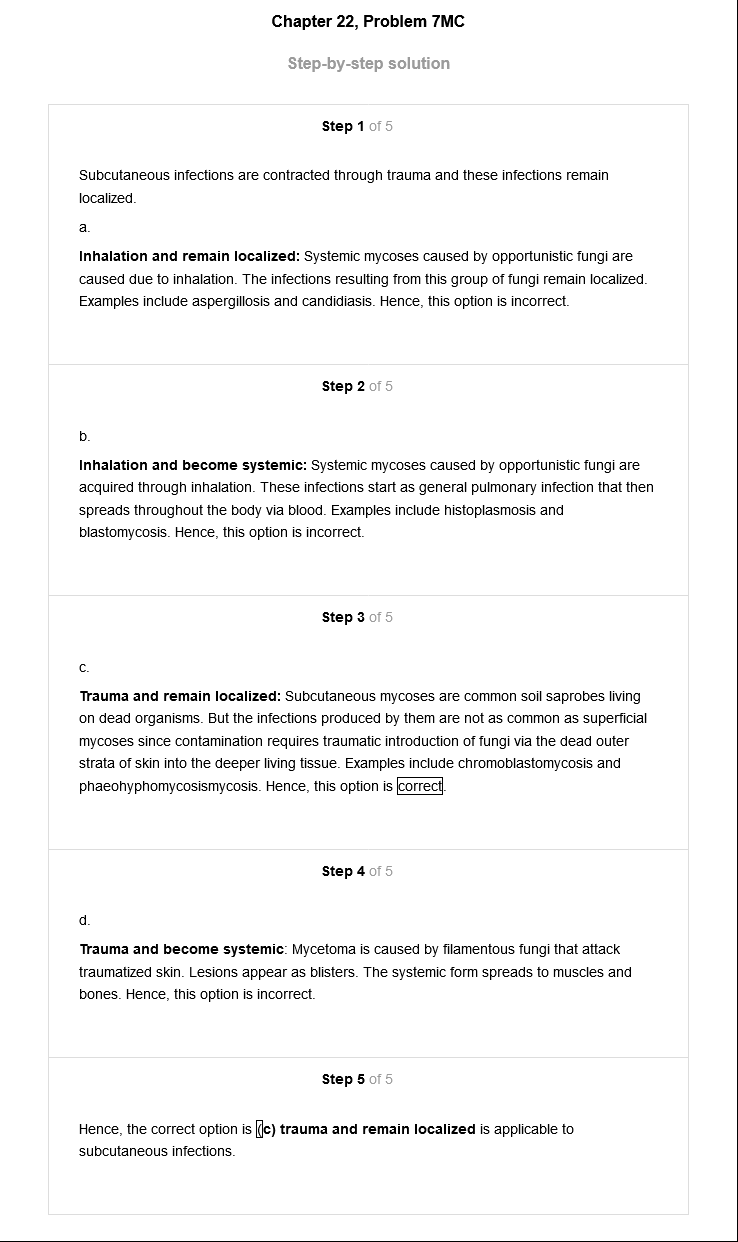 Chapter 22, Problem 7MC
Step-by-step solution
Step 1 of 5
Subcutaneous infections are contracted through trauma and these infections remain
localized.
a.
Inhalation and remain localized: Systemic mycoses caused by opportunistic fungi are
caused due to inhalation. The infections resulting from this group of fungi remain localized.
Examples include aspergillosis and candidiasis. Hence, this option is incorrect.
Step 2 of 5
b.
Inhalation and become systemic: Systemic mycoses caused by opportunistic fungi are
acquired through inhalation. These infections start as general pulmonary infection that then
spreads throughout the body via blood. Examples include histoplasmosis and
blastomycosis. Hence, this option is incorrect.
Step 3 of 5
c.
Trauma and remain localized: Subcutaneous mycoses are common soil saprobes living
on dead organisms. But the infections produced by them are not as common as superficial
mycoses since contamination requires traumatic introduction of fungi via the dead outer
strata of skin into the deeper living tissue. Examples include chromoblastomycosis and
phaeohyphomycosismycosis. Hence, this option is correct.
Step 4 of 5
d.
Trauma and become systemic: Mycetoma is caused by filamentous fungi that attack
traumatized skin. Lesions appear as blisters. The systemic form spreads to muscles and
bones. Hence, this option is incorrect.
Step 5 of 5
Hence, the correct option is (c) trauma and remain localized is applicable to
subcutaneous infections.